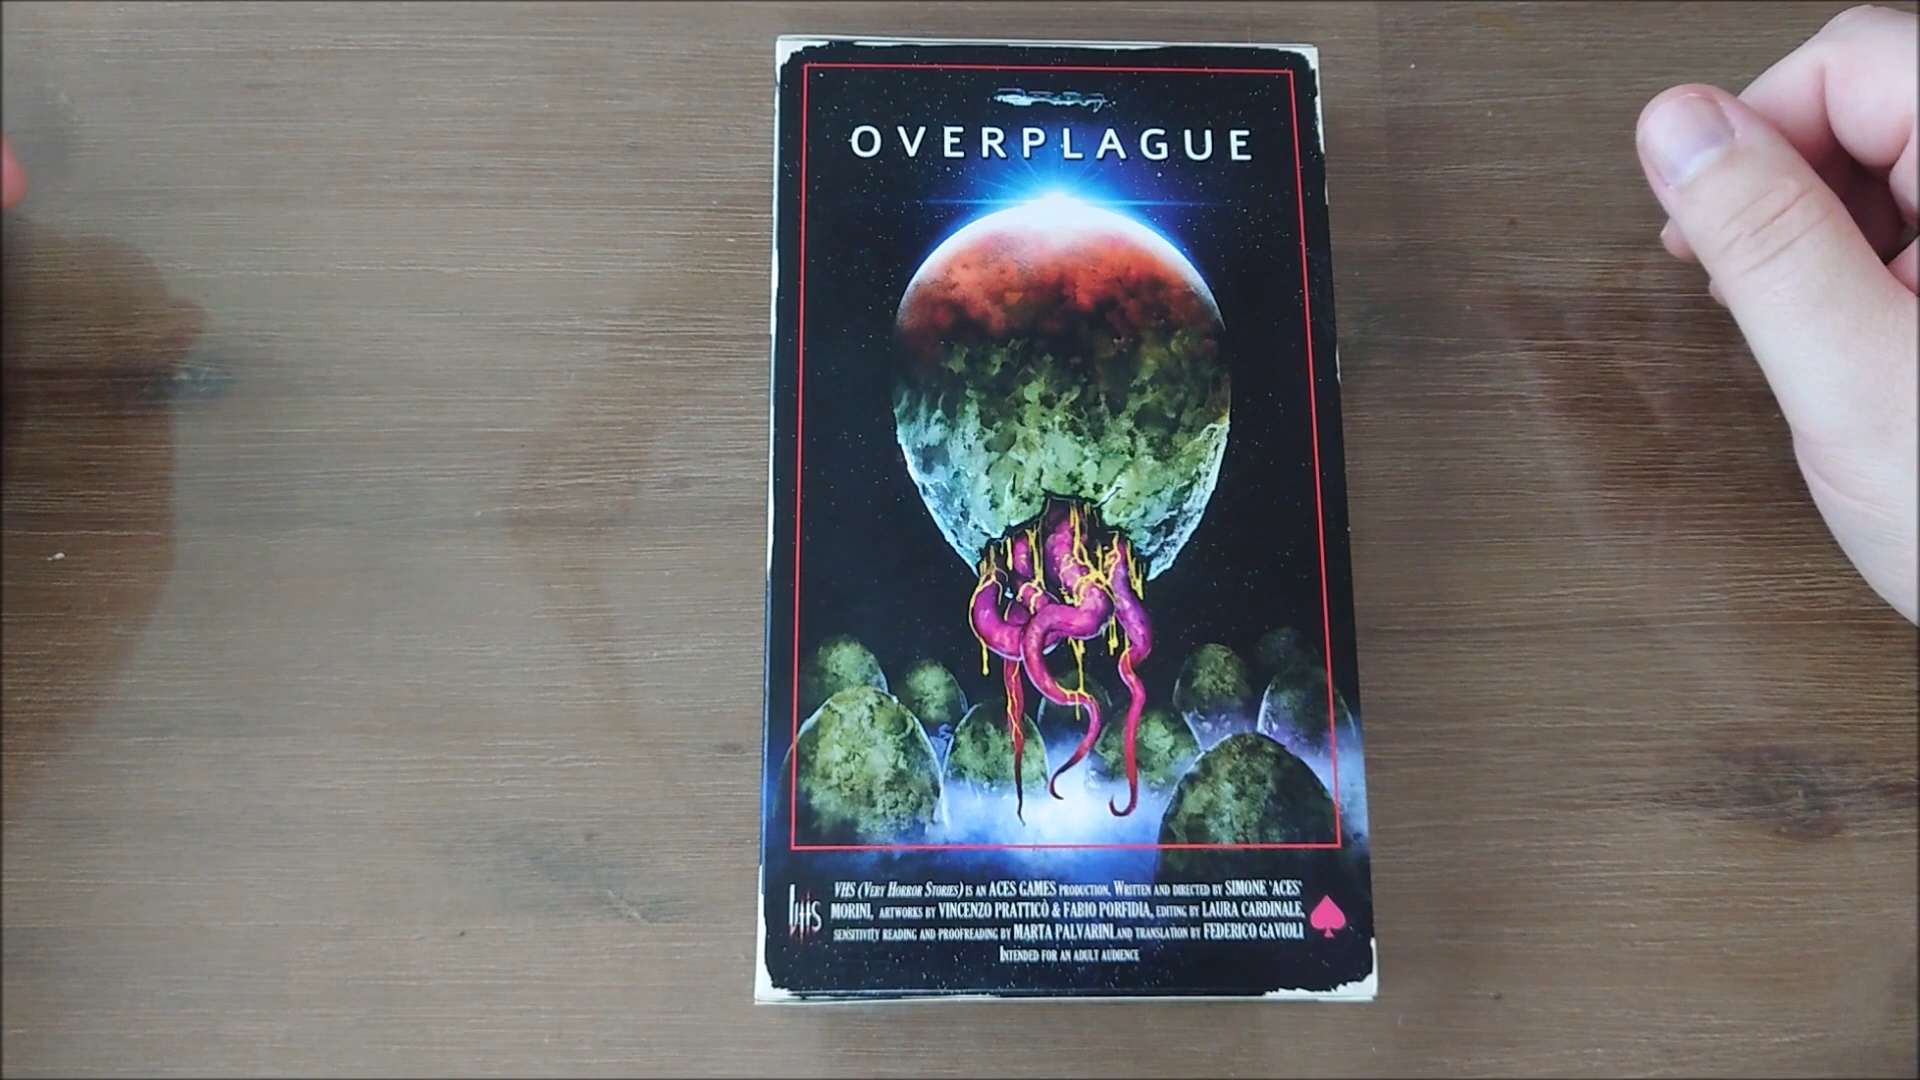 OVERPLAGUE
VHS
VHS (VERY HORROR STORIES) IS AN ACES GAMES PRODUCTION. WRITTEN AND DIRECTED BY SIMONE 'ACES'
MORINI, ARTWORKS BY VINCENZO PRATTICÒ & FABIO PORFIDIA, EDITING BY LAURA CARDINALE,
SENSITIVITY READING AND PROOFREADING BY MARTA PALVARINI AND TRANSLATION BY FEDERICO GAVIOLI
INTENDED FOR AN ADULT AUDIENCE